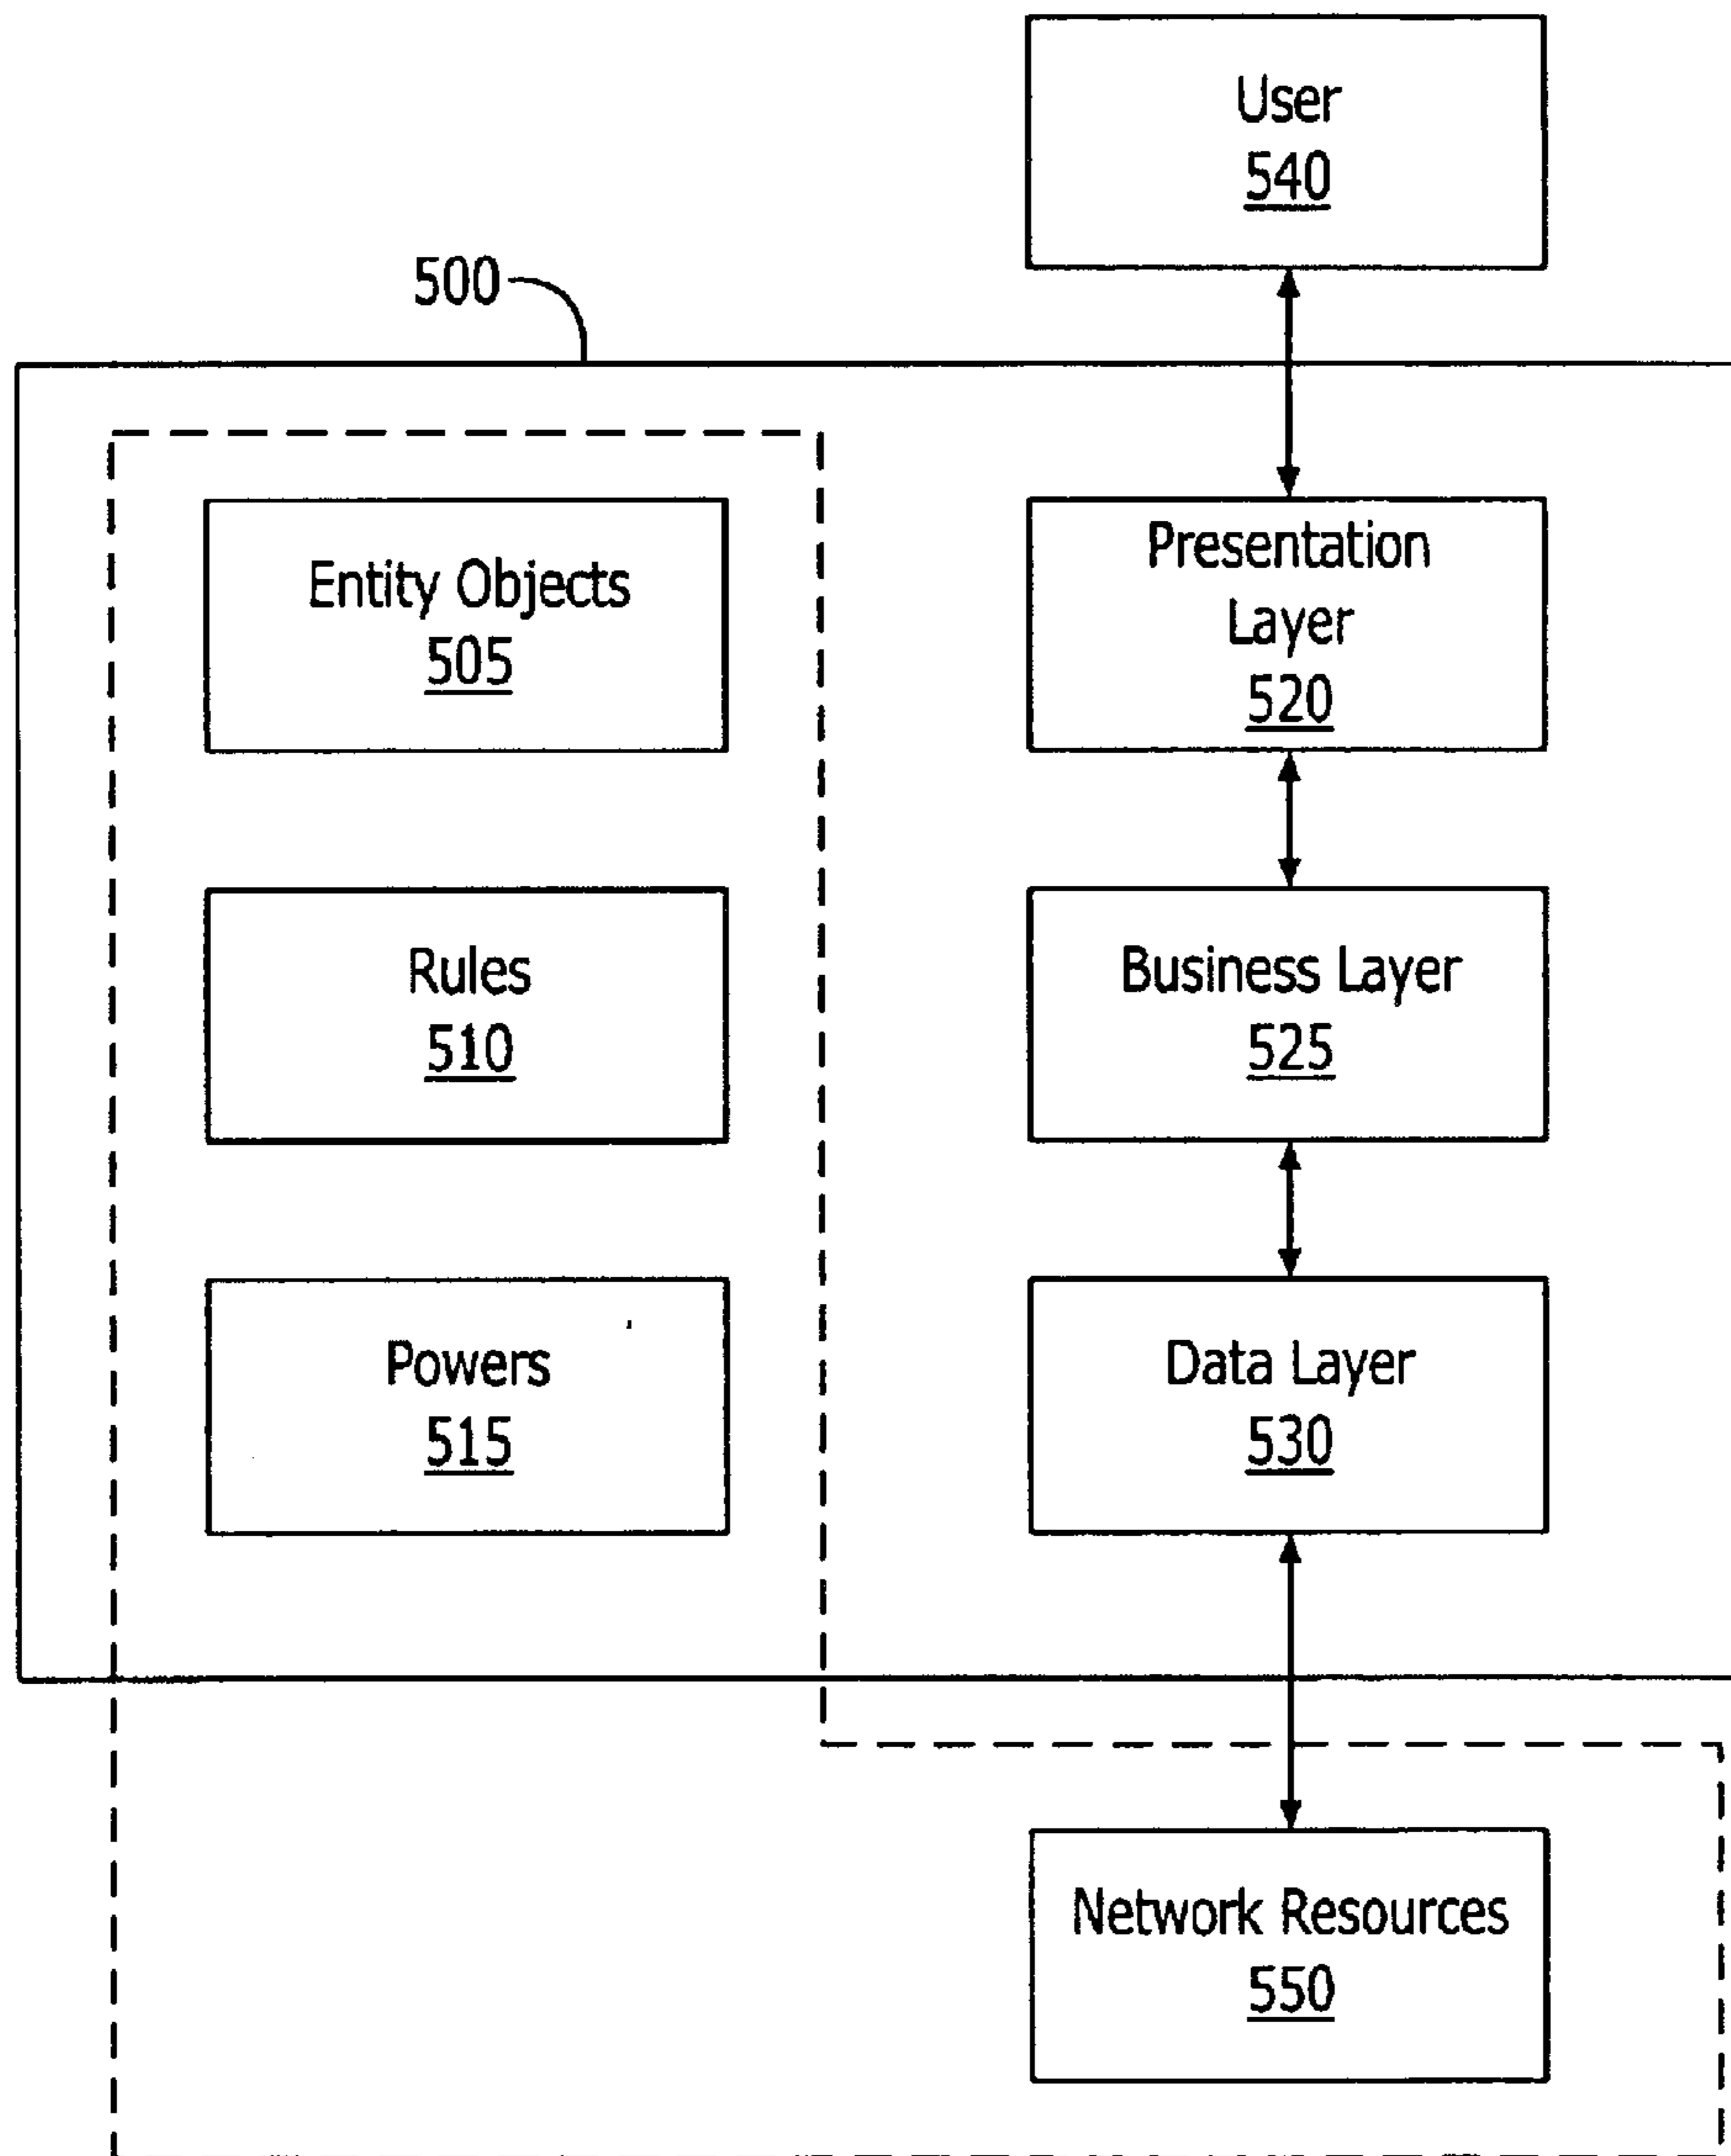 User
540
500
Entity Objects
505
Presentation
Layer
520
Rules
510
Business Layer
525
Powers
515
Data Layer
530
Network Resources
550